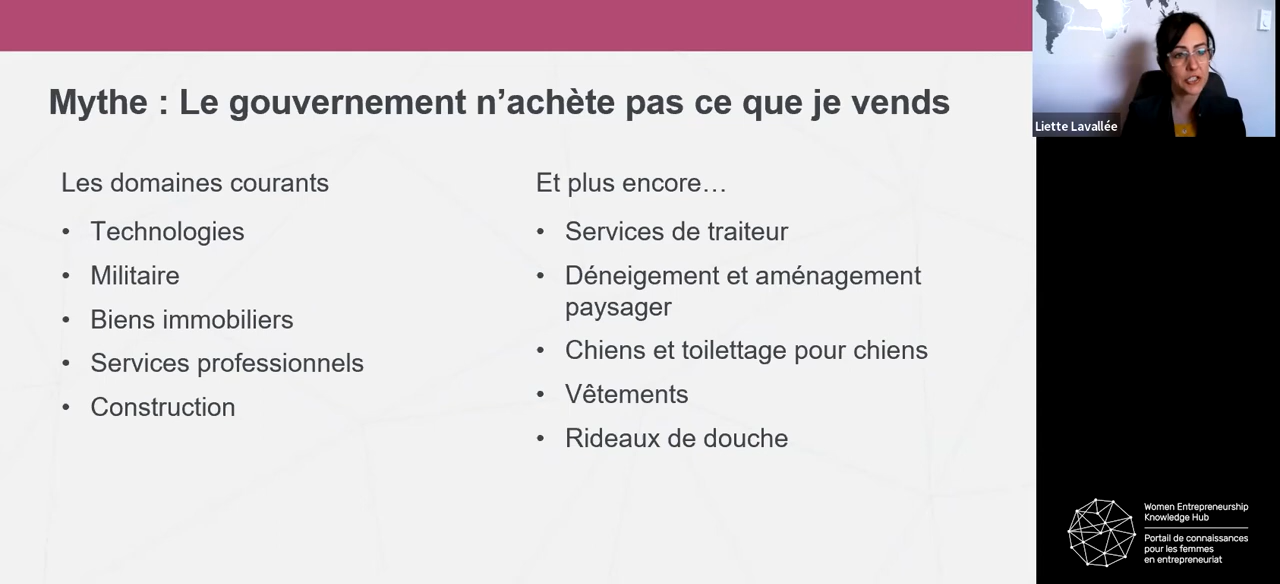 Mythe : Le gouvernement n’achète pas ce que je vends
Les domaines courants
• Technologies
• Militaire
• Biens immobiliers
• Services professionnels
• Construction
Et plus encore…
• Services de traiteur
• Déneigement et aménagement
paysager
• Chiens et toilettage pour chiens
• Vêtements
• Rideaux de douche
Liette Lavallée
Women Entrepreneurship
Knowledge Hub
Portail de connaissances
pour les femmes
en entrepreneuriat